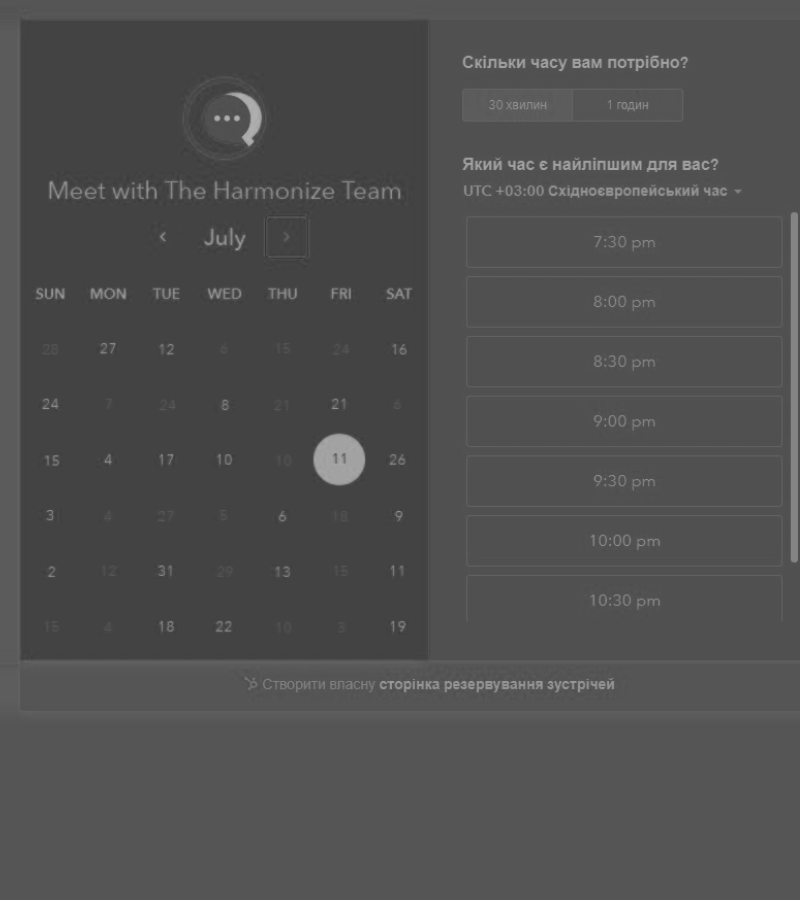 Meet with The Harmonize Team
July
SUN MON TUE WED THU FRI SAT
28 27 12 6 15 24 16
24 7 24 8 21 21 6
15 4 17 10 10 11 26
3 4 27 5 6 18 9
2 12 31 29 13 15 11
15 4 18 22 10 3 19
Скільки часу вам потрібно?
30 хвилин 1 годин
Який час є найліпшим для вас?
UTC +03:00 Східноєвропейський час
7:30 pm
8:00 pm
8:30 pm
9:00 pm
9:30 pm
10:00 pm
10:30 pm
Створити власну сторінка резервування зустрічей